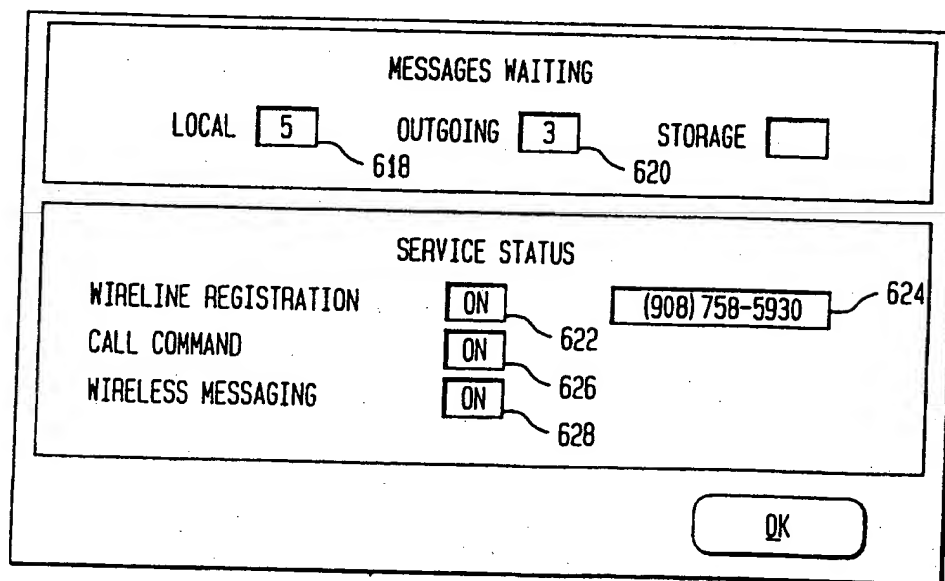 MESSAGES WAITING
LOCAL 5 OUTGOING 3 STORAGE
618 620
SERVICE STATUS
WIRELINE REGISTRATION ON (908) 758-5930 624
622
CALL COMMAND ON
626
WIRELESS MESSAGING ON
628
OK